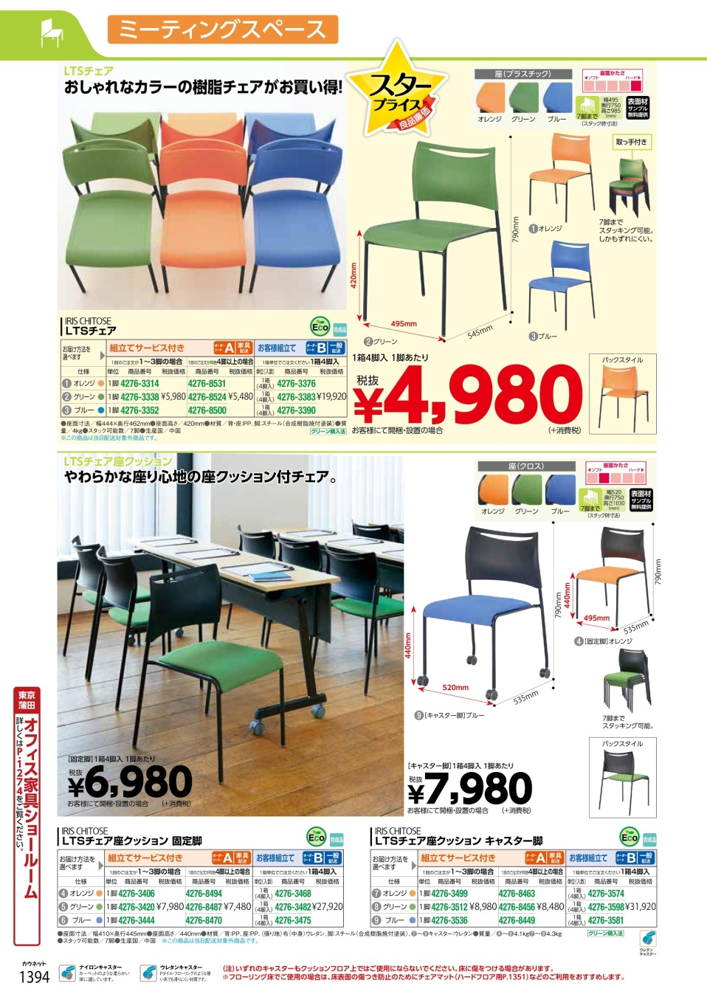 ミーティングスペース
LTSチェア
おしゃれなカラーの樹脂チェアがお買い得!
スター
プライス
良品廉価
座(プラスチック)
オレンジ グリーン ブルー
座面かたさ
◀ソフト ハード▶
7脚まで
幅495
奥行750
高さ985
(mm)
(スタック時寸法)
表面材
サンプル
無料提供
取っ手付き
①オレンジ
7脚まで
スタッキング可能。
しかもずれにくい。
790mm
420mm
495mm
545mm
②グリーン
③ブルー
IRIS CHITOSE
LTSチェア
Eco 完成品
お届け方法を
選べます
組立てサービス付き オーダーシート A 家具配送 お客様組立て オーダーシート B 一般配送
1回のご注文が1〜3脚の場合 1回のご注文が同色4脚以上の場合 1箱単位でご注文ください 1箱4脚入
仕様 単位 商品番号 税抜価格 商品番号 税抜価格 単位(入数) 商品番号 税抜価格
①オレンジ 1脚 4276-3314 4276-8531 1箱(4脚入) 4276-3376
②グリーン 1脚 4276-3338 ¥5,980 4276-8524 ¥5,480 1箱(4脚入) 4276-3383 ¥19,920
③ブルー 1脚 4276-3352 4276-8500 1箱(4脚入) 4276-3390
●座面寸法/幅444×奥行462mm●座面高さ/420mm●材質/背・座:PP、脚:スチール(合成樹脂焼付塗装)●質
量/4kg●スタック可能数/7脚●生産国/中国 グリーン購入法
※この商品は当日配送対象外商品です。
1箱4脚入 1脚あたり
税抜
¥4,980
お客様にて開梱・設置の場合 (+消費税)
バックスタイル
LTSチェア座クッション
やわらかな座り心地の座クッション付チェア。
座(クロス)
オレンジ グリーン ブルー
座面かたさ
◀ソフト ハード▶
7脚まで
幅520
奥行750
高さ1030
(mm)
(スタック時寸法)
表面材
サンプル
無料提供
790mm
440mm
495mm
535mm
④[固定脚]オレンジ
790mm
440mm
520mm
535mm
⑨[キャスター脚]ブルー
7脚まで
スタッキング可能。
バックスタイル
[固定脚]1箱4脚入 1脚あたり
税抜
¥6,980
お客様にて開梱・設置の場合 (+消費税)
[キャスター脚]1箱4脚入 1脚あたり
税抜
¥7,980
お客様にて開梱・設置の場合 (+消費税)
IRIS CHITOSE
LTSチェア座クッション 固定脚
Eco 完成品
お届け方法を
選べます
組立てサービス付き オーダーシート A 家具配送 お客様組立て オーダーシート B 一般配送
1回のご注文が1〜3脚の場合 1回のご注文が同色4脚以上の場合 1箱単位でご注文ください 1箱4脚入
仕様 単位 商品番号 税抜価格 商品番号 税抜価格 単位(入数) 商品番号 税抜価格
④オレンジ 1脚 4276-3406 4276-8494 1箱(4脚入) 4276-3468
⑤グリーン 1脚 4276-3420 ¥7,980 4276-8487 ¥7,480 1箱(4脚入) 4276-3482 ¥27,920
⑥ブルー 1脚 4276-3444 4276-8470 1箱(4脚入) 4276-3475
IRIS CHITOSE
LTSチェア座クッション キャスター脚
Eco 完成品
お届け方法を
選べます
組立てサービス付き オーダーシート A 家具配送 お客様組立て オーダーシート B 一般配送
1回のご注文が1〜3脚の場合 1回のご注文が同色4脚以上の場合 1箱単位でご注文ください 1箱4脚入
仕様 単位 商品番号 税抜価格 商品番号 税抜価格 単位(入数) 商品番号 税抜価格
⑦オレンジ 1脚 4276-3499 4276-8463 1箱(4脚入) 4276-3574
⑧グリーン 1脚 4276-3512 ¥8,980 4276-8456 ¥8,480 1箱(4脚入) 4276-3598 ¥31,920
⑨ブルー 1脚 4276-3536 4276-8449 1箱(4脚入) 4276-3581
●座面寸法/幅410×奥行445mm●座面高さ/440mm●材質/背:PP、座:PP、(張り地)布(中身)ウレタン、脚:スチール(合成樹脂焼付塗装)、⑦〜⑨キャスター:ウレタン●質量/④〜⑥4.1kg⑦〜⑨4.3kg グリーン購入法
●スタック可能数/7脚●生産国/中国 ※この商品は当日配送対象外商品です。
ウレタン
キャスター
東京
蒲田
オフィス家具ショールーム
詳しくはP.1274をご覧ください。
カウネット
1394
ナイロンキャスター
カーペットのような柔らかい
床に適しています。
ウレタンキャスター
Pタイル・フローリングのような硬
い床でも滑りにくい材質です。
(注)いずれのキャスターもクッションフロア上ではご使用にならないでください。床に傷をつける場合があります。
※フローリング床でご使用の場合は、床表面の傷つき防止のためにチェアマット(ハードフロア用P.1351)などのご利用をおすすめします。